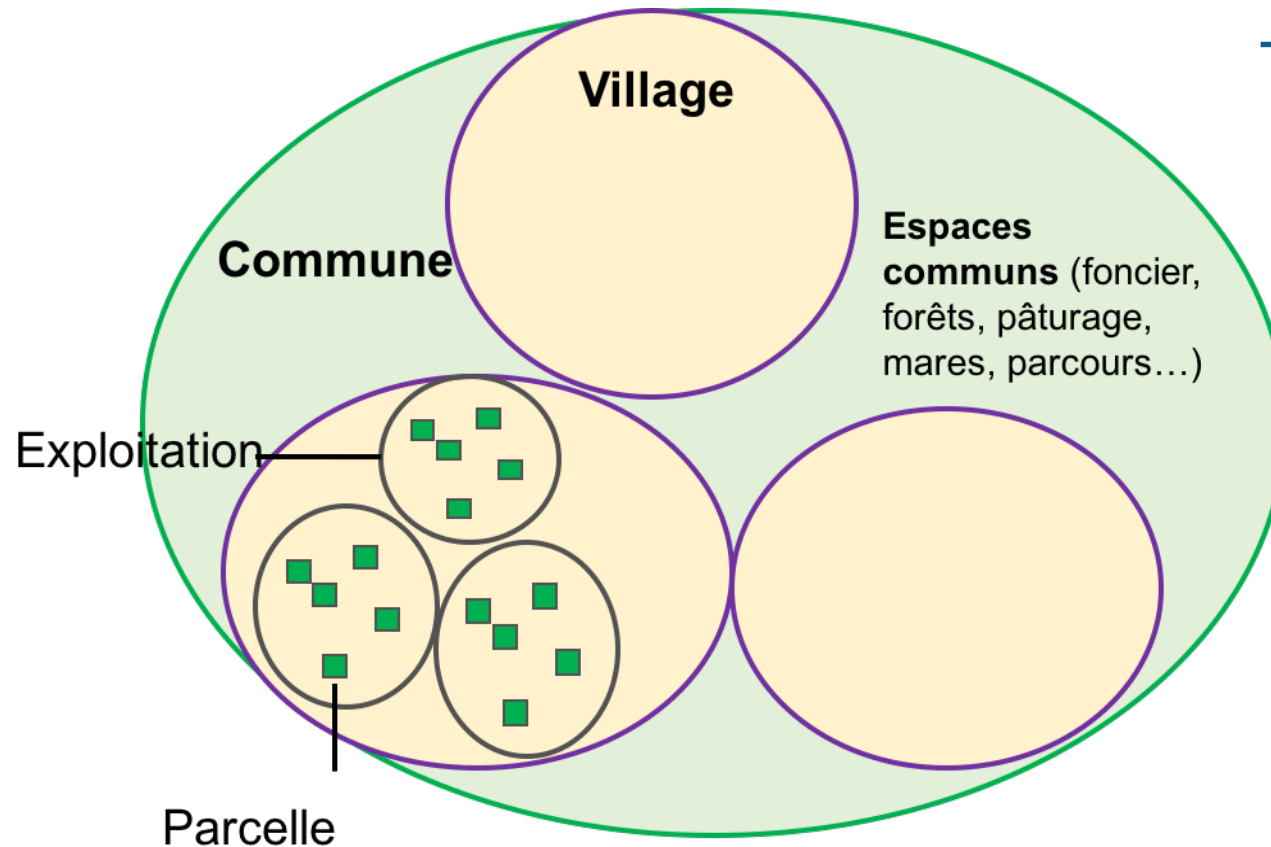 Village
Commune
Espaces
communs (foncier,
forêts, pâturage,
mares, parcours…)
Exploitation
Parcelle